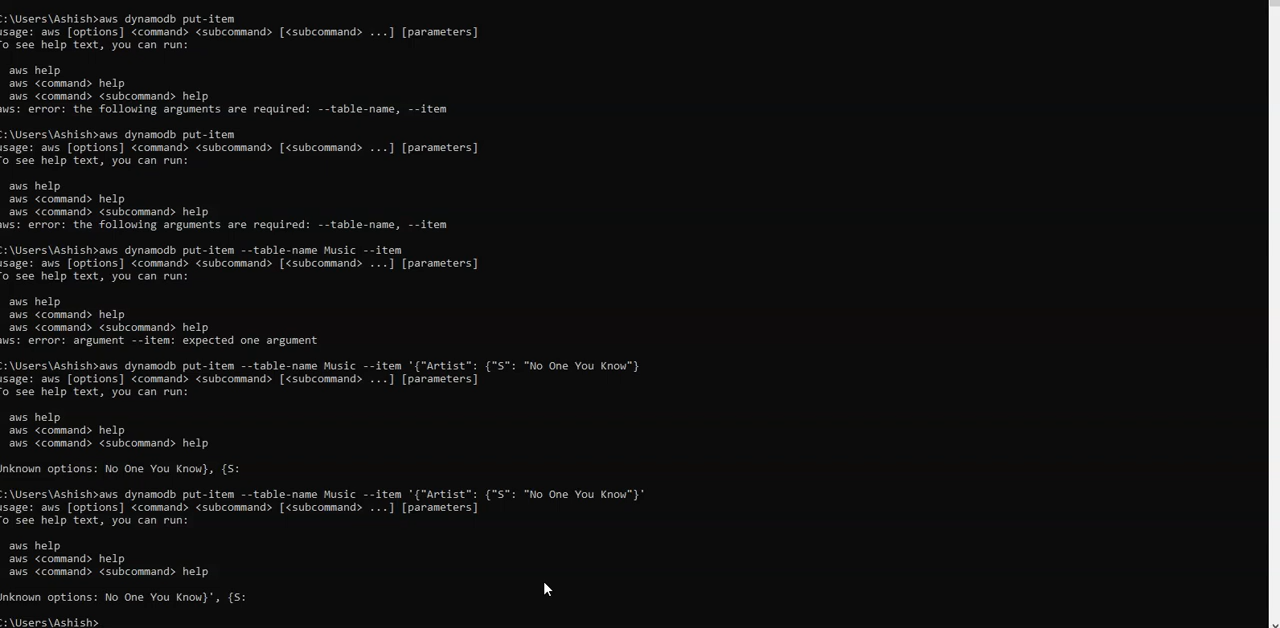 C:\Users\Ashish>aws dynamodb put-item
usage: aws [options] <command> <subcommand> [<subcommand> ...] [parameters]
To see help text, you can run:
aws help
aws <command> help
aws <command> <subcommand> help
aws: error: the following arguments are required: --table-name, --item
C:\Users\Ashish>aws dynamodb put-item
usage: aws [options] <command> <subcommand> [<subcommand> ...] [parameters]
To see help text, you can run:
aws help
aws <command> help
aws <command> <subcommand> help
aws: error: the following arguments are required: --table-name, --item
C:\Users\Ashish>aws dynamodb put-item --table-name Music --item
usage: aws [options] <command> <subcommand> [<subcommand> ...] [parameters]
To see help text, you can run:
aws help
aws <command> help
aws <command> <subcommand> help
aws: error: argument --item: expected one argument
C:\Users\Ashish>aws dynamodb put-item --table-name Music --item '{"Artist": {"S": "No One You Know"}
usage: aws [options] <command> <subcommand> [<subcommand> ...] [parameters]
To see help text, you can run:
aws help
aws <command> help
aws <command> <subcommand> help
Unknown options: No One You Know}, {S:
C:\Users\Ashish>aws dynamodb put-item --table-name Music --item '{"Artist": {"S": "No One You Know"}'
usage: aws [options] <command> <subcommand> [<subcommand> ...] [parameters]
To see help text, you can run:
aws help
aws <command> help
aws <command> <subcommand> help
Unknown options: No One You Know}', {S:
C:\Users\Ashish>